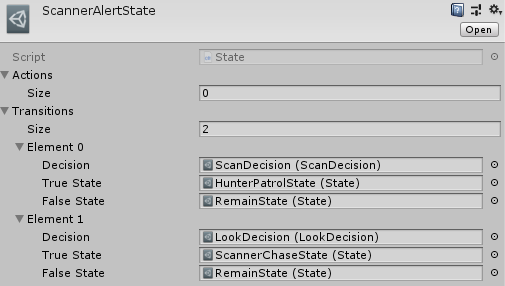 ScannerAlertState
Open
Script State
Actions
Size 0
Transitions
Size 2
Element 0
Decision ScanDecision (ScanDecision)
True State HunterPatrolState (State)
False State RemainState (State)
Element 1
Decision LookDecision (LookDecision)
True State ScannerChaseState (State)
False State RemainState (State)